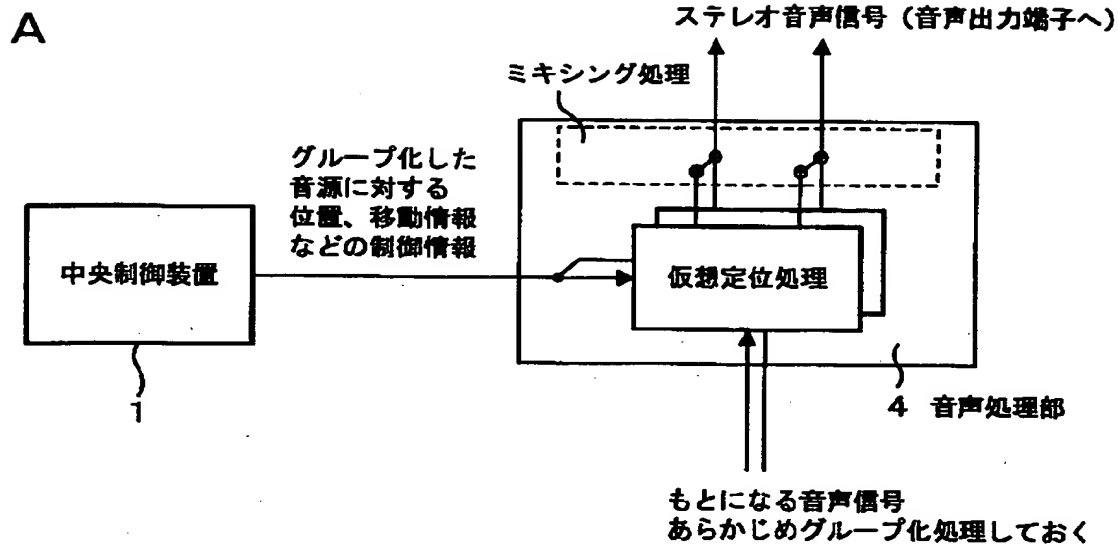 A
ステレオ音声信号（音声出力端子へ）
ミキシング処理
グループ化した
音源に対する
位置、移動情報
などの制御情報
中央制御装置
仮想定位処理
1
4 音声処理部
もとになる音声信号
あらかじめグループ化処理しておく